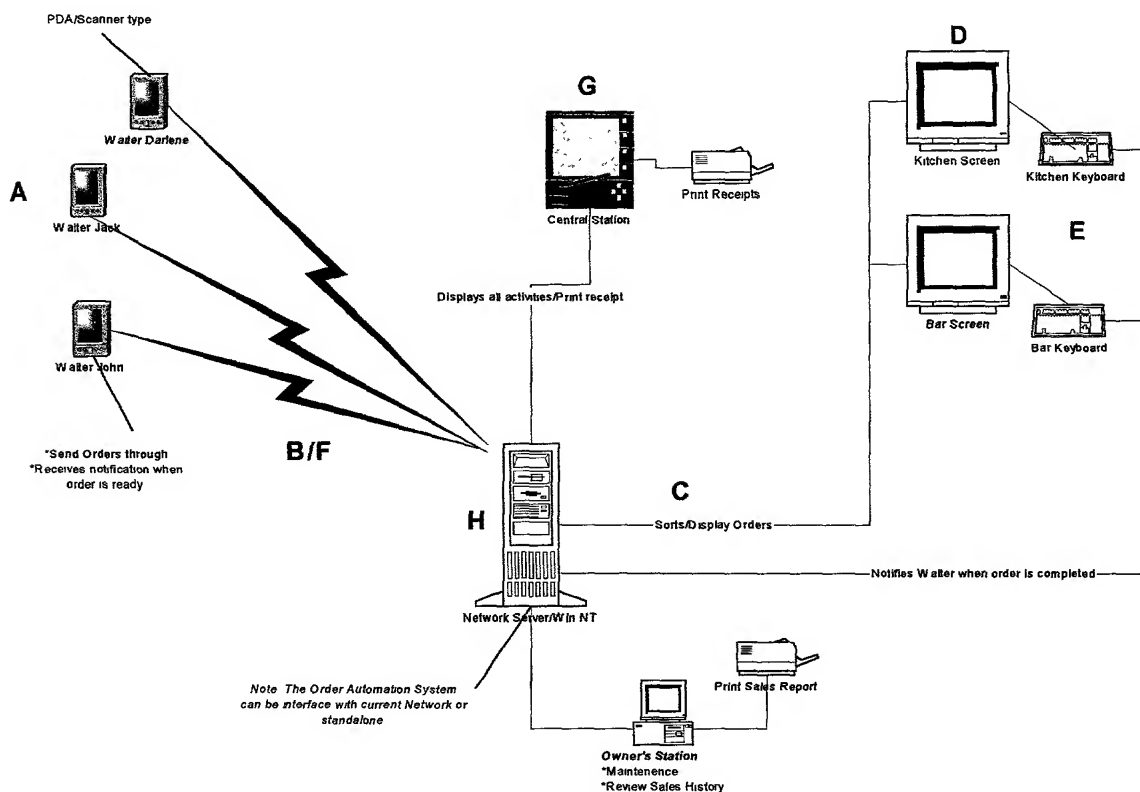 PDA/Scanner type
Waiter Darlene
A
Waiter Jack
Waiter John
*Send Orders through
*Receives notification when
order is ready
B/F
G
Central Station
Print Receipts
Displays all activities/Print receipt
D
Kitchen Screen
Kitchen Keyboard
E
Bar Screen
Bar Keyboard
C
Sorts/Display Orders
H
Notifies Waiter when order is completed
Network Server/Win NT
Note The Order Automation System
can be interface with current Network or
standalone
Print Sales Report
Owner's Station
*Maintenence
*Review Sales History